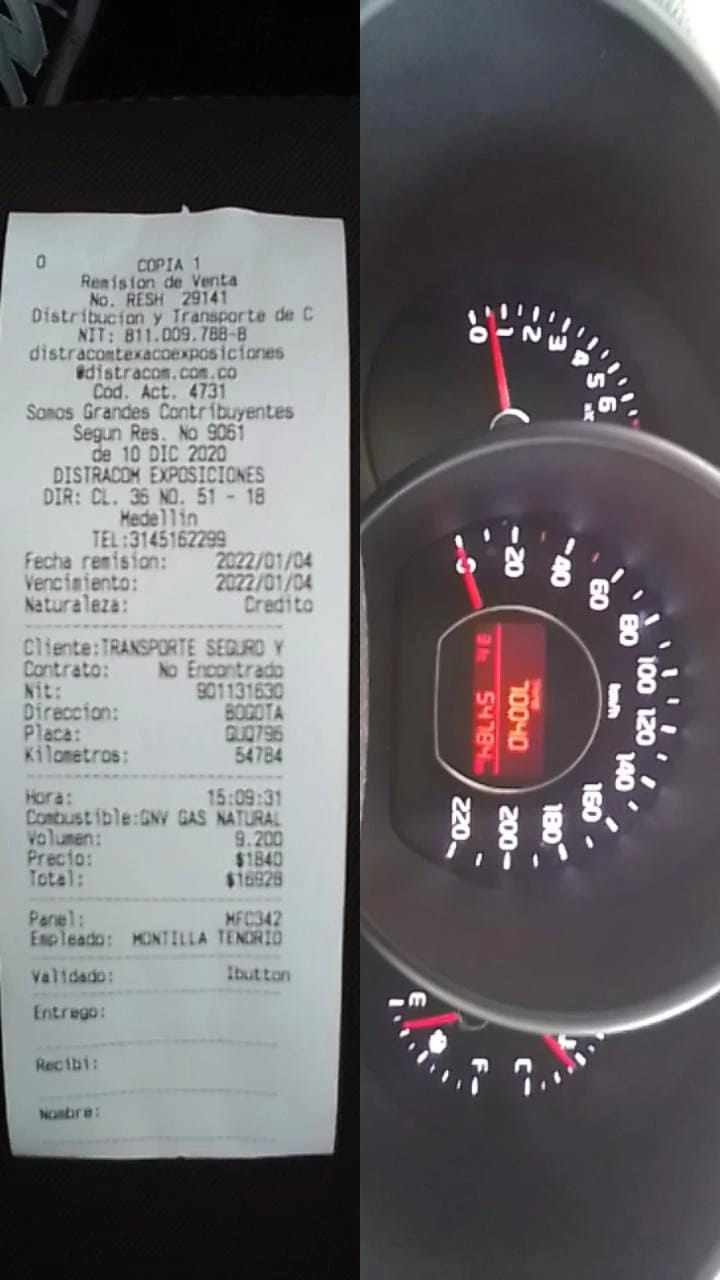 0
COPIA 1
Remision de Venta
No. RESH 29141
Distribucion y Transporte de C
NIT: 811.009.788-8
distracomtexacoexposiciones
@distracom.com.co
Cod. Act. 4731
Somos Grandes Contribuyentes
Segun Res. No 9061
de 10 DIC 2020
DISTRACOM EXPOSICIONES
DIR: CL. 36 NO. 51 - 18
Medellin
TEL:3145162299
Fecha remision: 2022/01/04
Vencimiento: 2022/01/04
Naturaleza: Credito
Cliente:TRANSPORTE SEGURO Y
Contrato: No Encontrado
Nit: 901131630
Direccion: BOGOTA
Placa: GUQ796
Kilometros: 54784
Hora: 15:09:31
Combustible:GNV GAS NATURAL
Volumen: 9.200
Precio: $1840
Total: $16928
Panel: MFC342
Empleado: MONTILLA TENORIO
Validado: Ibutton
Entrego:
Recibi:
Nombre:
0 1 2 3 4 5 6
0 20 40 60 80 100 120 140 160 180 200 220
km/h
70040
54784
E F
C